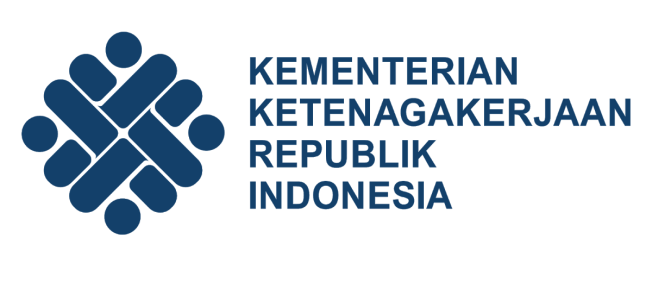 KEMENTERIAN
KETENAGAKERJAAN
REPUBLIK
INDONESIA